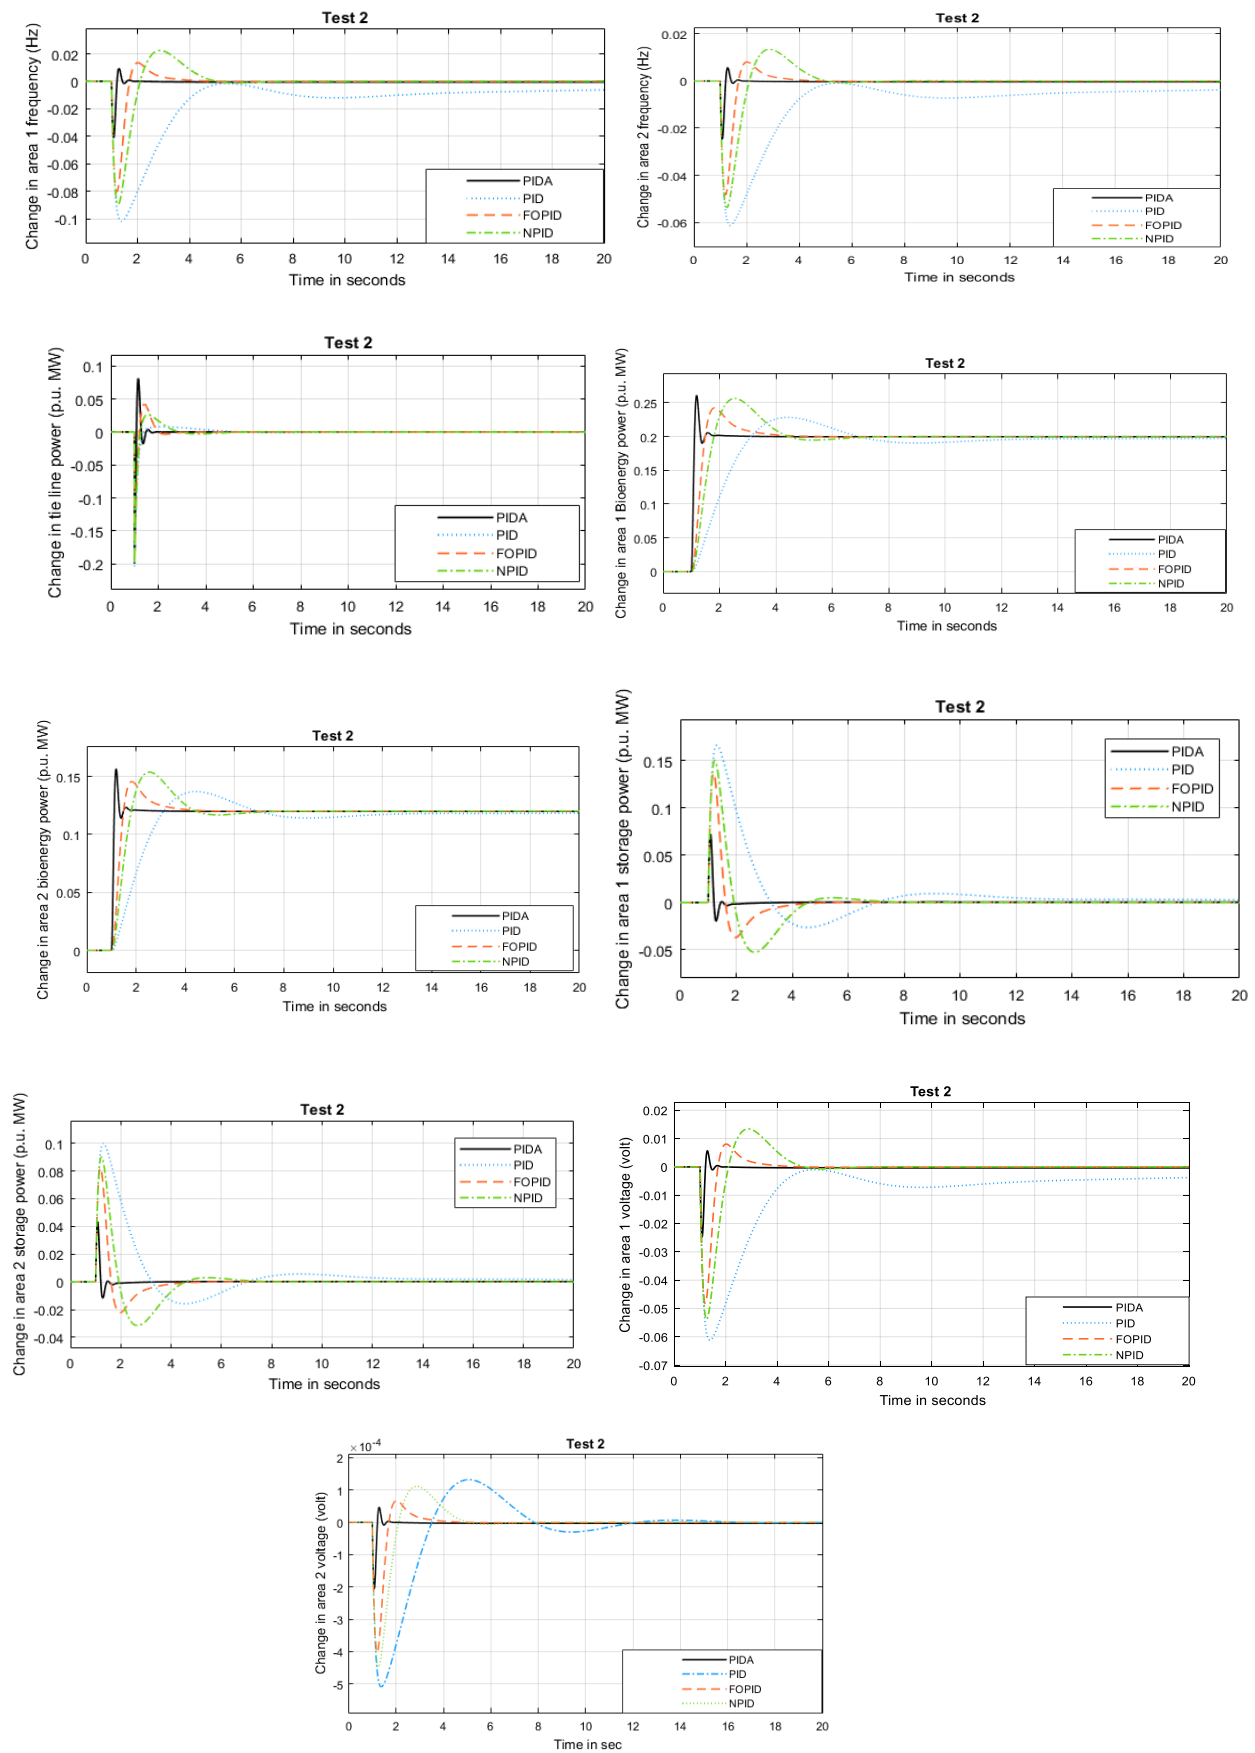 Test 2
Change in area 1 frequency (Hz)
0.02
0
-0.02
-0.04
-0.06
-0.08
-0.1
PIDA
PID
FOPID
NPID
0 2 4 6 8 10 12 14 16 18 20
Time in seconds
Test 2
Change in area 2 frequency (Hz)
0.02
0
-0.02
-0.04
-0.06
PIDA
PID
FOPID
NPID
0 2 4 6 8 10 12 14 16 18 20
Time in seconds
Test 2
Change in tie line power (p.u. MW)
0.1
0.05
0
-0.05
-0.1
-0.15
-0.2
PIDA
PID
FOPID
NPID
0 2 4 6 8 10 12 14 16 18 20
Time in seconds
Test 2
Change in area 1 Bioenergy power (p.u. MW)
0.25
0.2
0.15
0.1
0.05
0
PIDA
PID
FOPID
NPID
0 2 4 6 8 10 12 14 16 18 20
Time in seconds
Test 2
Change in area 2 bioenergy power (p.u. MW)
0.15
0.1
0.05
0
PIDA
PID
FOPID
NPID
0 2 4 6 8 10 12 14 16 18 20
Time in seconds
Test 2
Change in area 1 storage power (p.u. MW)
0.15
0.1
0.05
0
-0.05
PIDA
PID
FOPID
NPID
0 2 4 6 8 10 12 14 16 18 20
Time in seconds
Test 2
Change in area 2 storage power (p.u. MW)
0.1
0.08
0.06
0.04
0.02
0
-0.02
-0.04
PIDA
PID
FOPID
NPID
0 2 4 6 8 10 12 14 16 18 20
Time in seconds
Test 2
Change in area 1 voltage (volt)
0.02
0.01
0
-0.01
-0.02
-0.03
-0.04
-0.05
-0.06
-0.07
PIDA
PID
FOPID
NPID
0 2 4 6 8 10 12 14 16 18 20
Time in seconds
×10⁻⁴
Test 2
Change in area 2 voltage (volt)
2
1
0
-1
-2
-3
-4
-5
PIDA
PID
FOPID
NPID
0 2 4 6 8 10 12 14 16 18 20
Time in sec